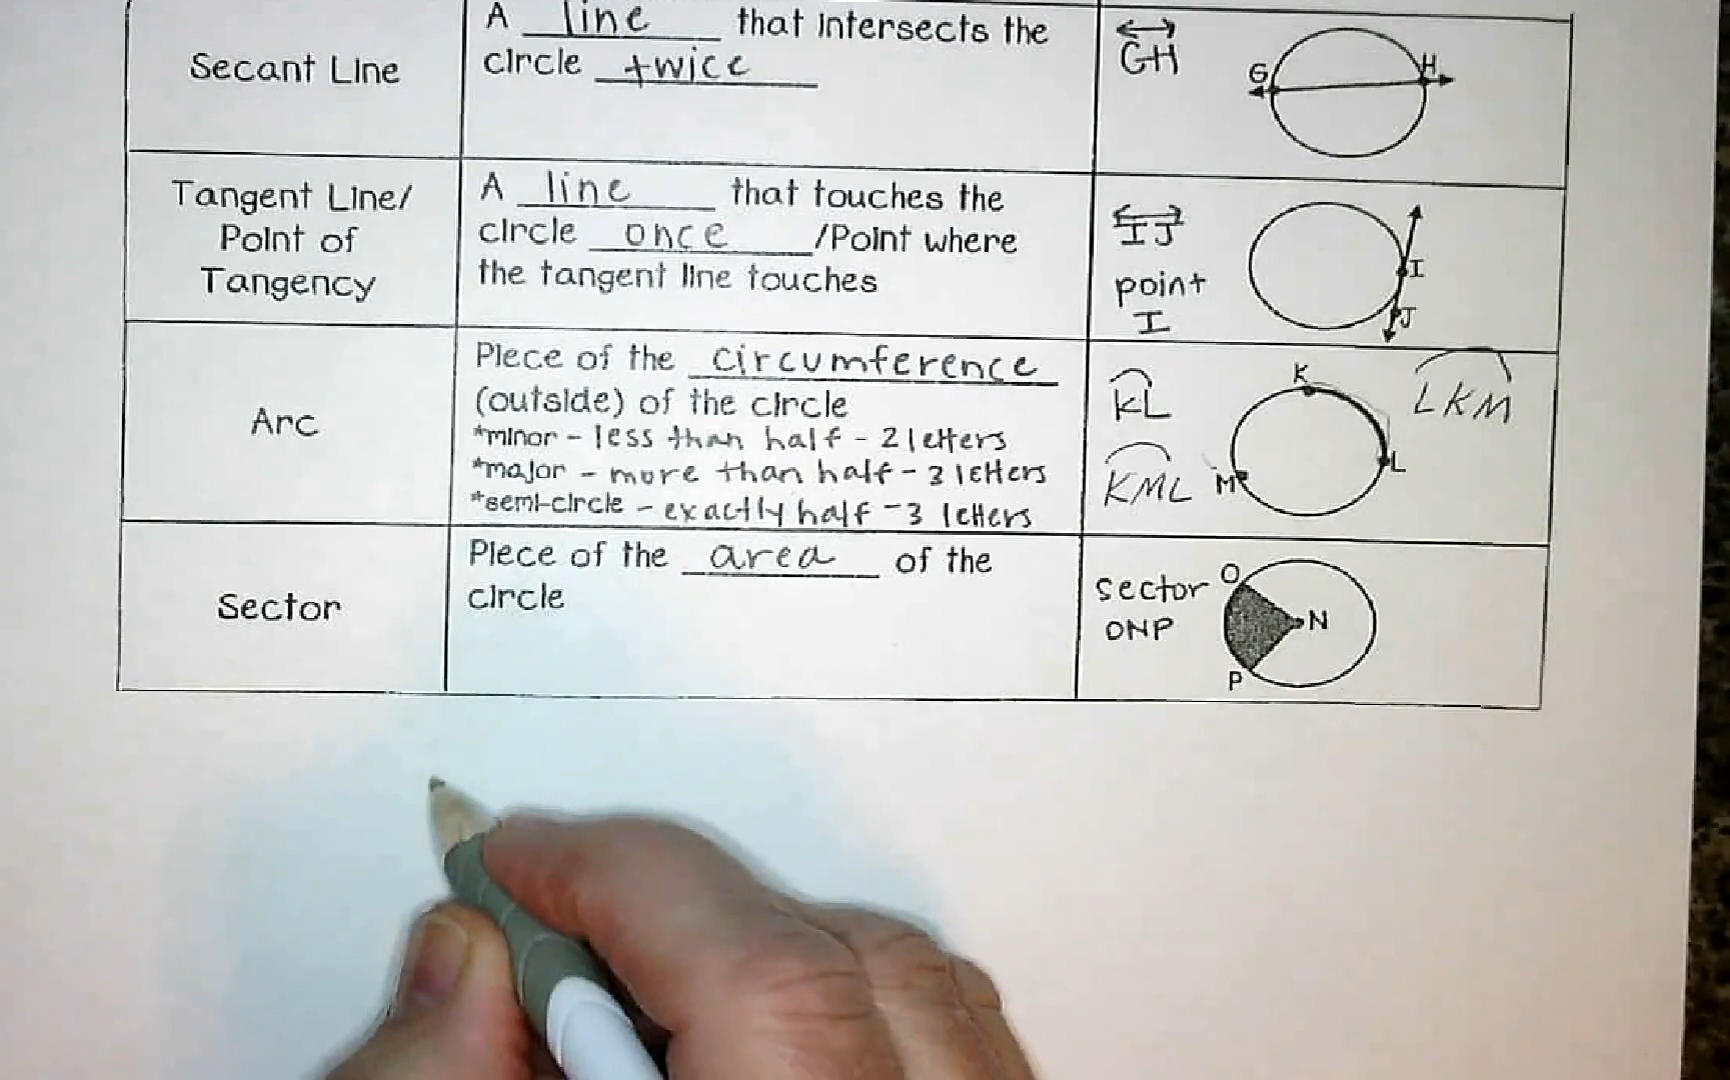 Secant Line
A line that intersects the
circle twice
GH
G
H
Tangent Line/
Point of
Tangency
A line that touches the
circle once /Point where
the tangent line touches
IJ
point
I
I
J
Arc
Piece of the circumference
(outside) of the circle
*minor - less than half - 2 letters
*major - more than half - 3 letters
*semi-circle - exactly half - 3 letters
KL
KML
K
L
M
LKM
Sector
Piece of the area of the
circle
sector
ONP
O
N
P